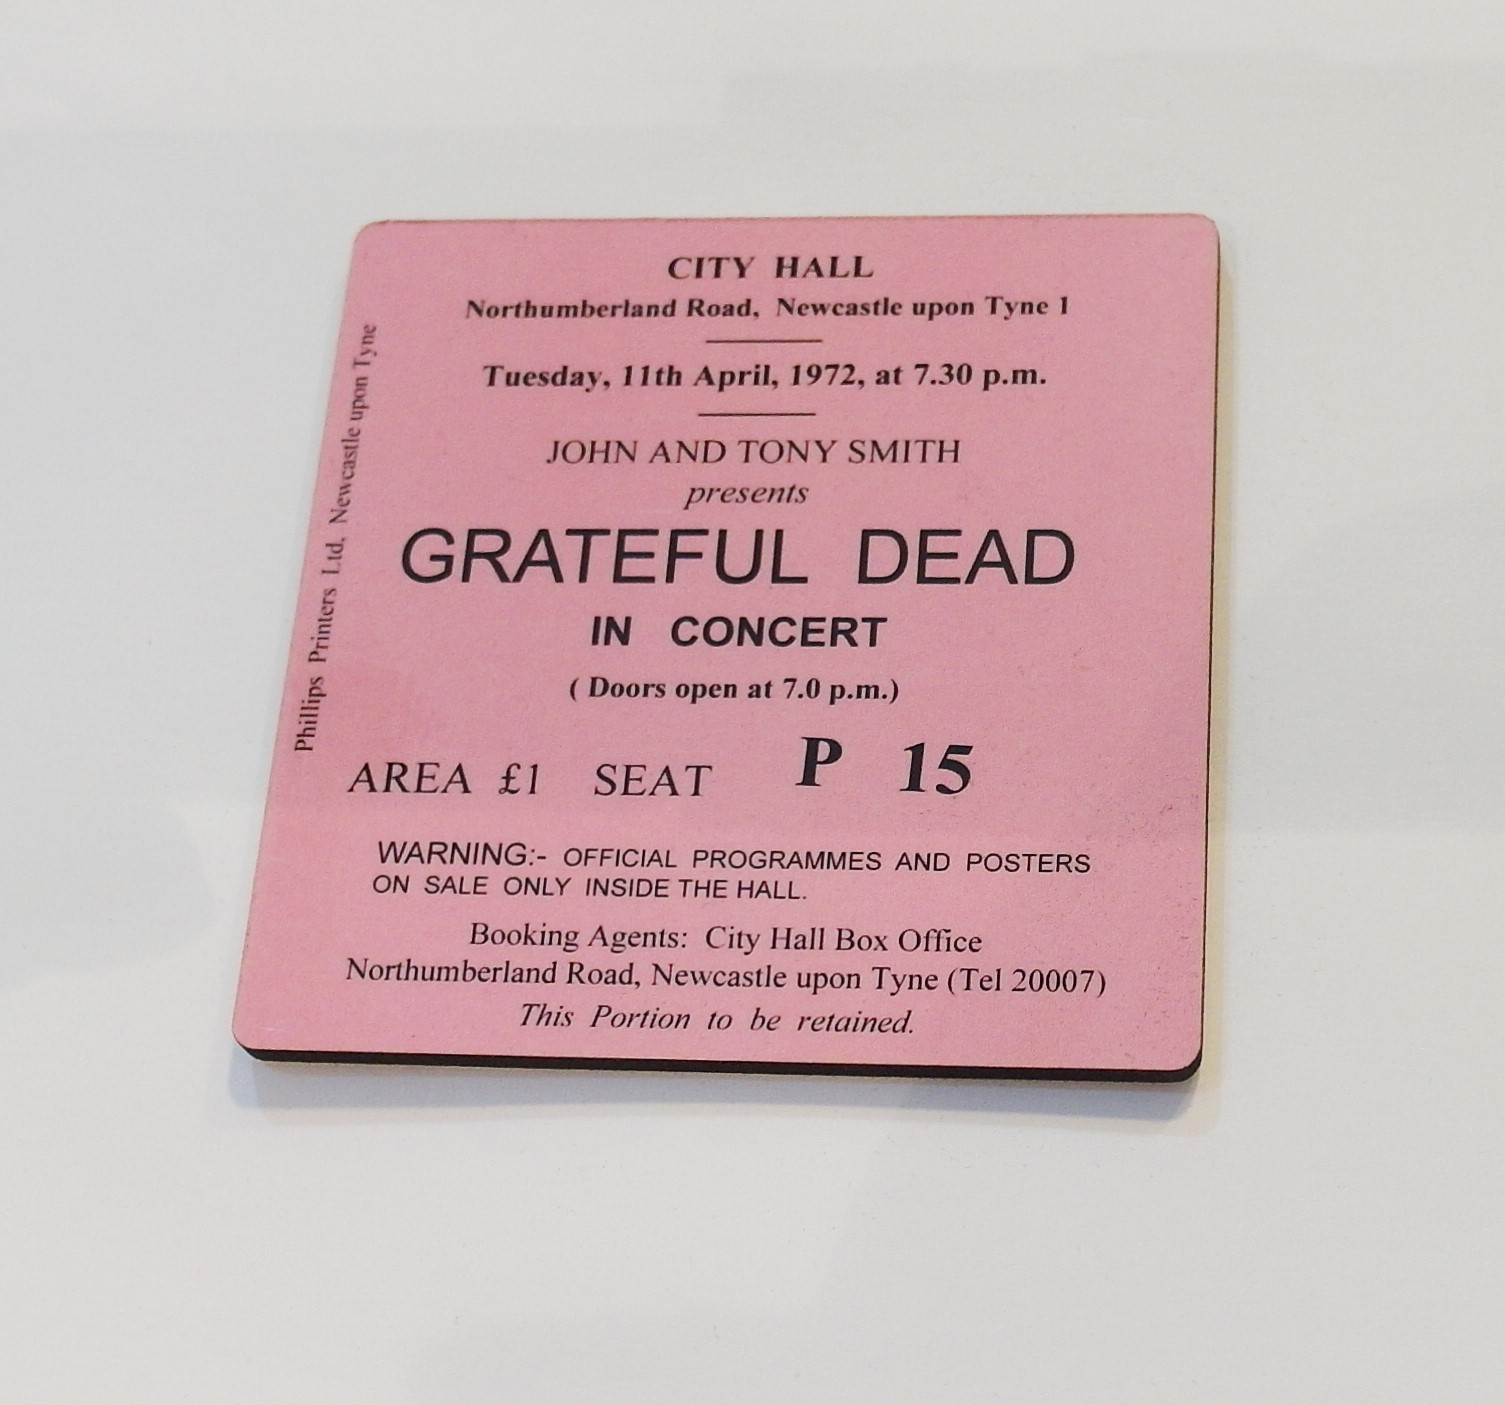 CITY HALL
Northumberland Road, Newcastle upon Tyne 1
Tuesday, 11th April, 1972, at 7.30 p.m.
JOHN AND TONY SMITH
presents
GRATEFUL DEAD
IN CONCERT
( Doors open at 7.0 p.m.)
AREA £1 SEAT P 15
WARNING:- OFFICIAL PROGRAMMES AND POSTERS
ON SALE ONLY INSIDE THE HALL.
Booking Agents: City Hall Box Office
Northumberland Road, Newcastle upon Tyne (Tel 20007)
This Portion to be retained.
Phillips Printers Ltd, Newcastle upon Tyne